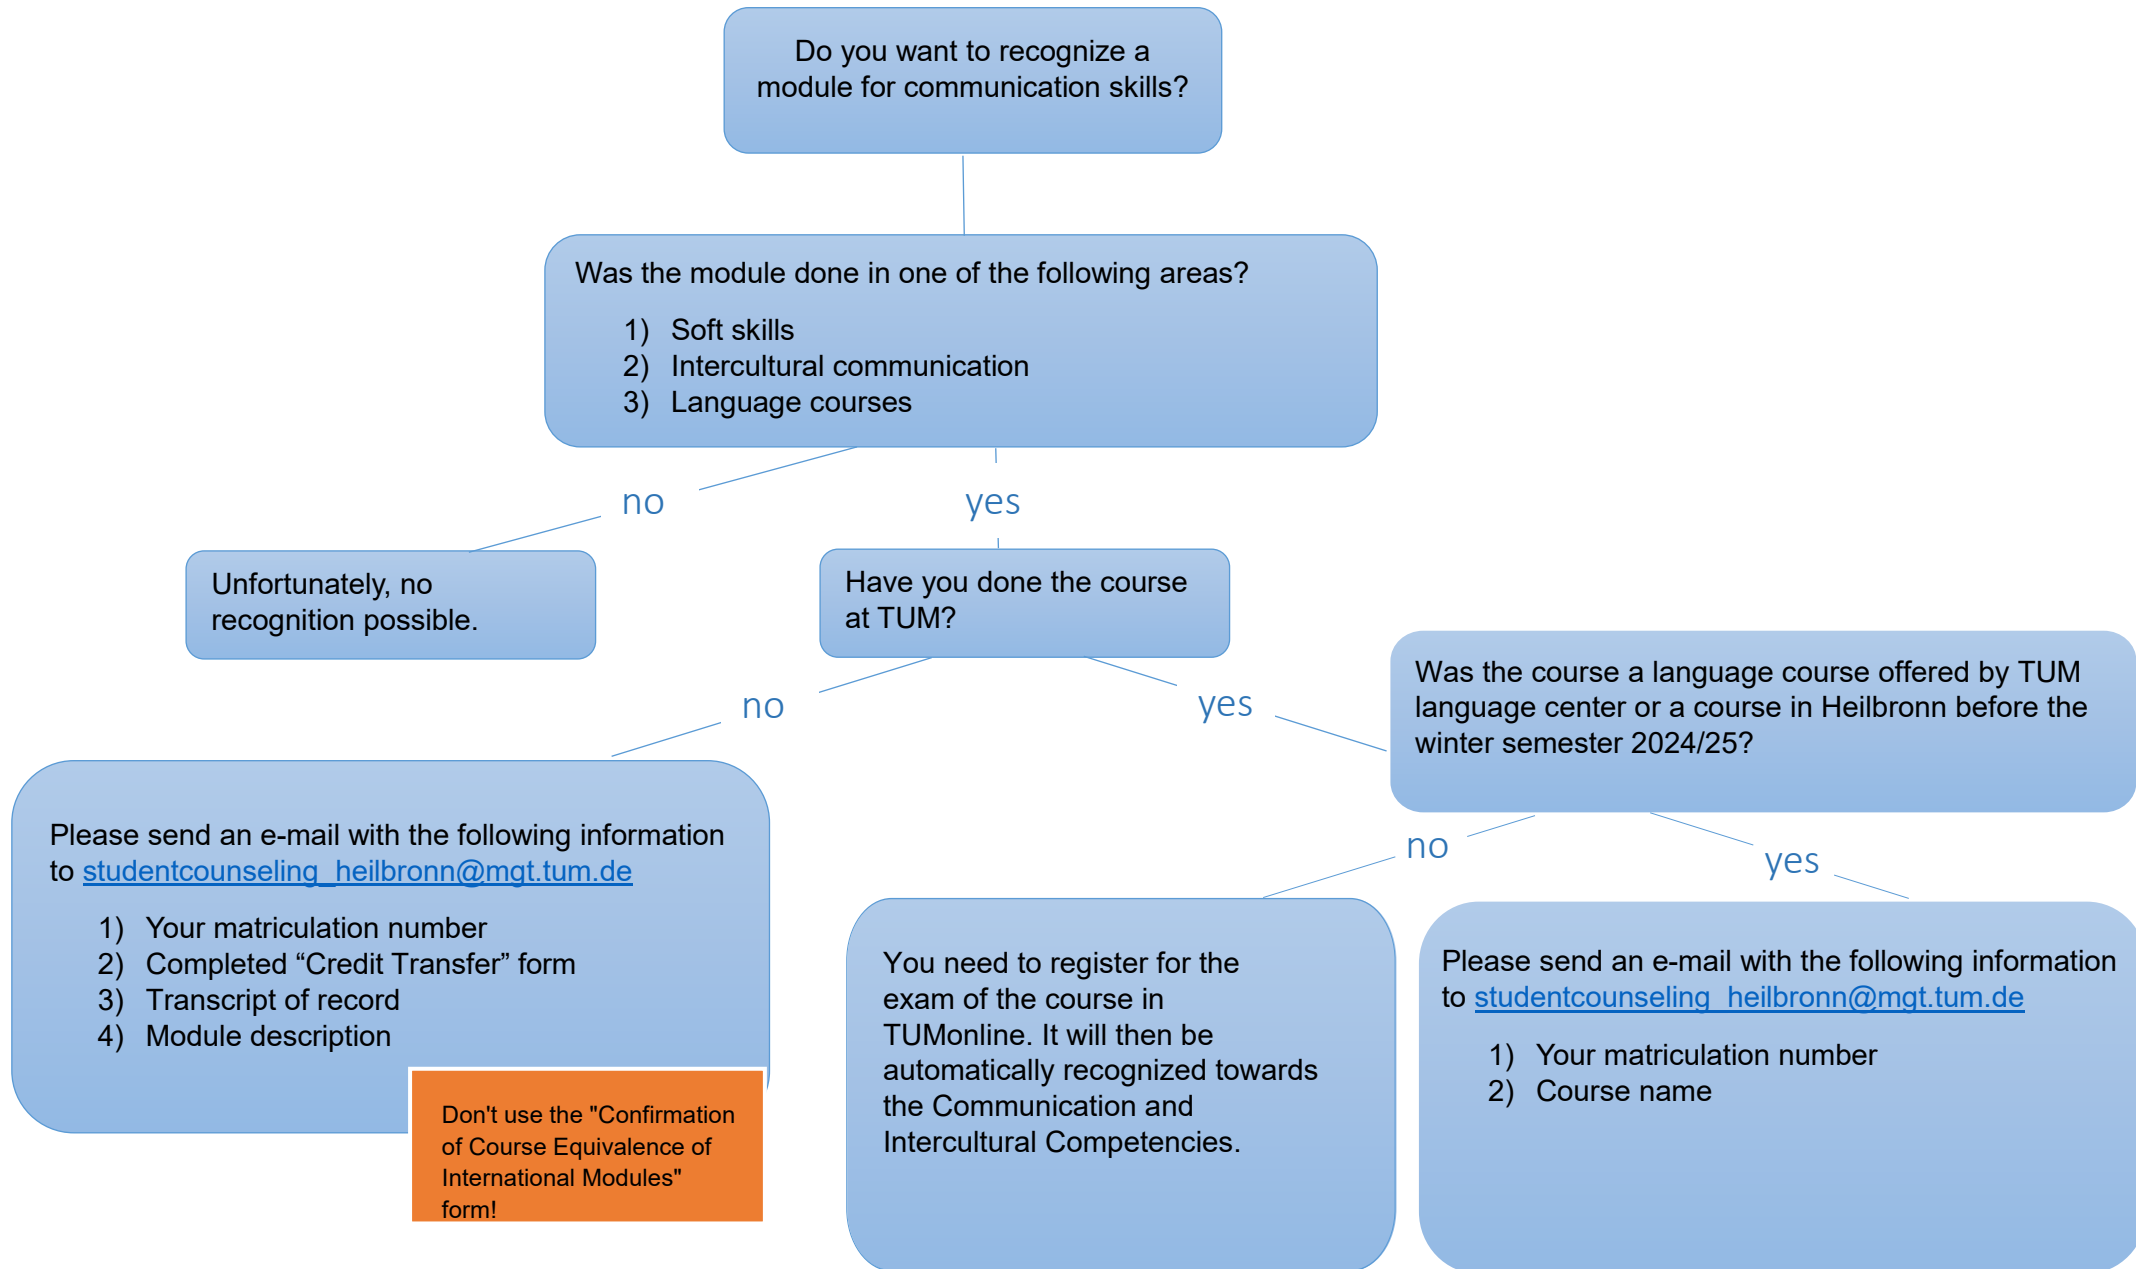 Do you want to recognize a
module for communication skills?
Was the module done in one of the following areas?
1) Soft skills
2) Intercultural communication
3) Language courses
no
yes
Unfortunately, no
recognition possible.
Have you done the course
at TUM?
no
yes
Was the course a language course offered by TUM
language center or a course in Heilbronn before the
winter semester 2024/25?
Please send an e-mail with the following information
to studentcounseling_heilbronn@mgt.tum.de
1) Your matriculation number
2) Completed “Credit Transfer” form
3) Transcript of record
4) Module description
Don't use the "Confirmation
of Course Equivalence of
International Modules"
form!
no
yes
You need to register for the
exam of the course in
TUMonline. It will then be
automatically recognized towards
the Communication and
Intercultural Competencies.
Please send an e-mail with the following information
to studentcounseling_heilbronn@mgt.tum.de
1) Your matriculation number
2) Course name